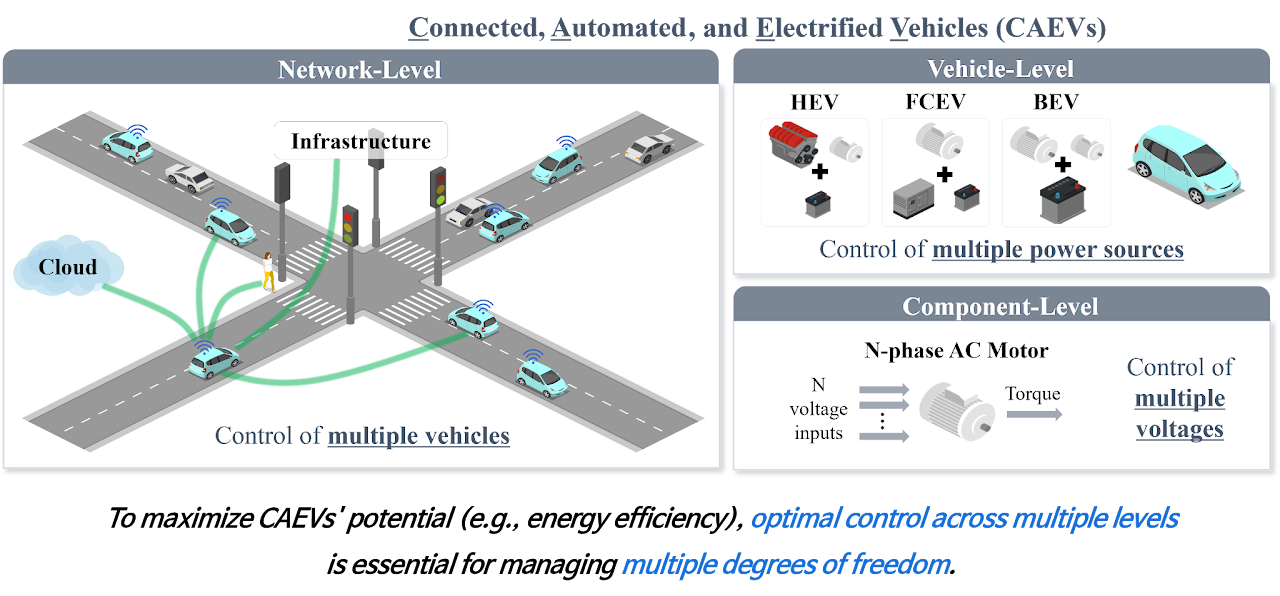 Connected, Automated, and Electrified Vehicles (CAEVs)
Network-Level
Infrastructure
Cloud
Control of multiple vehicles
Vehicle-Level
HEV
FCEV
BEV
+
+
+
Control of multiple power sources
Component-Level
N-phase AC Motor
N
voltage
inputs
⋮
Torque
Control of
multiple
voltages
To maximize CAEVs' potential (e.g., energy efficiency), optimal control across multiple levels
is essential for managing multiple degrees of freedom.